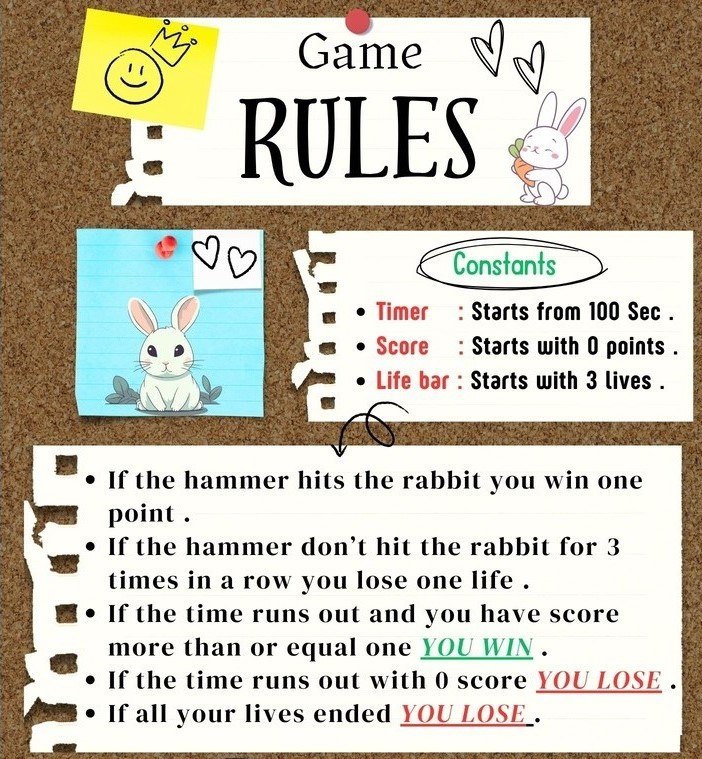 Game
RULES
Constants
• Timer : Starts from 100 Sec .
• Score : Starts with 0 points .
• Life bar : Starts with 3 lives .
• If the hammer hits the rabbit you win one
point .
• If the hammer don't hit the rabbit for 3
times in a row you lose one life .
• If the time runs out and you have score
more than or equal one YOU WIN .
• If the time runs out with 0 score YOU LOSE .
• If all your lives ended YOU LOSE .